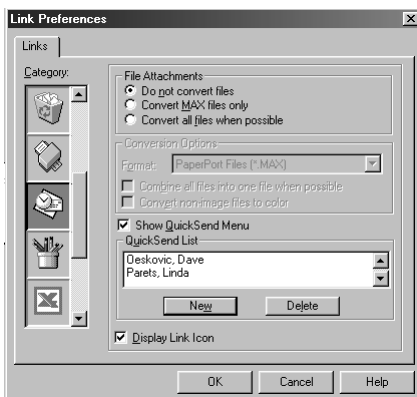 Link Preferences
Links
Category:
File Attachments
Do not convert files
Convert MAX files only
Convert all files when possible
Conversion Options
Format: PaperPort Files (*.MAX)
Combine all files into one file when possible
Convert non-image files to color
Show QuickSend Menu
QuickSend List
Oeskovic, Dave
Parets, Linda
New Delete
Display Link Icon
OK Cancel Help